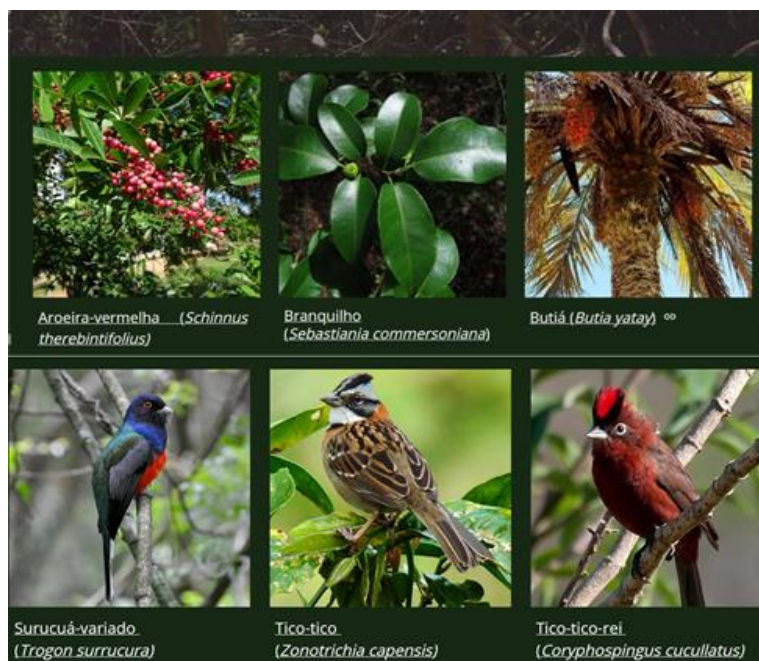 Aroeira-vermelha (Schinnus
therebintifolius)
Branquilho
(Sebastiania commersoniana)
Butiá (Butia yatay) ∞
Surucuá-variado
(Trogon surrucura)
Tico-tico
(Zonotrichia capensis)
Tico-tico-rei
(Coryphospingus cucullatus)